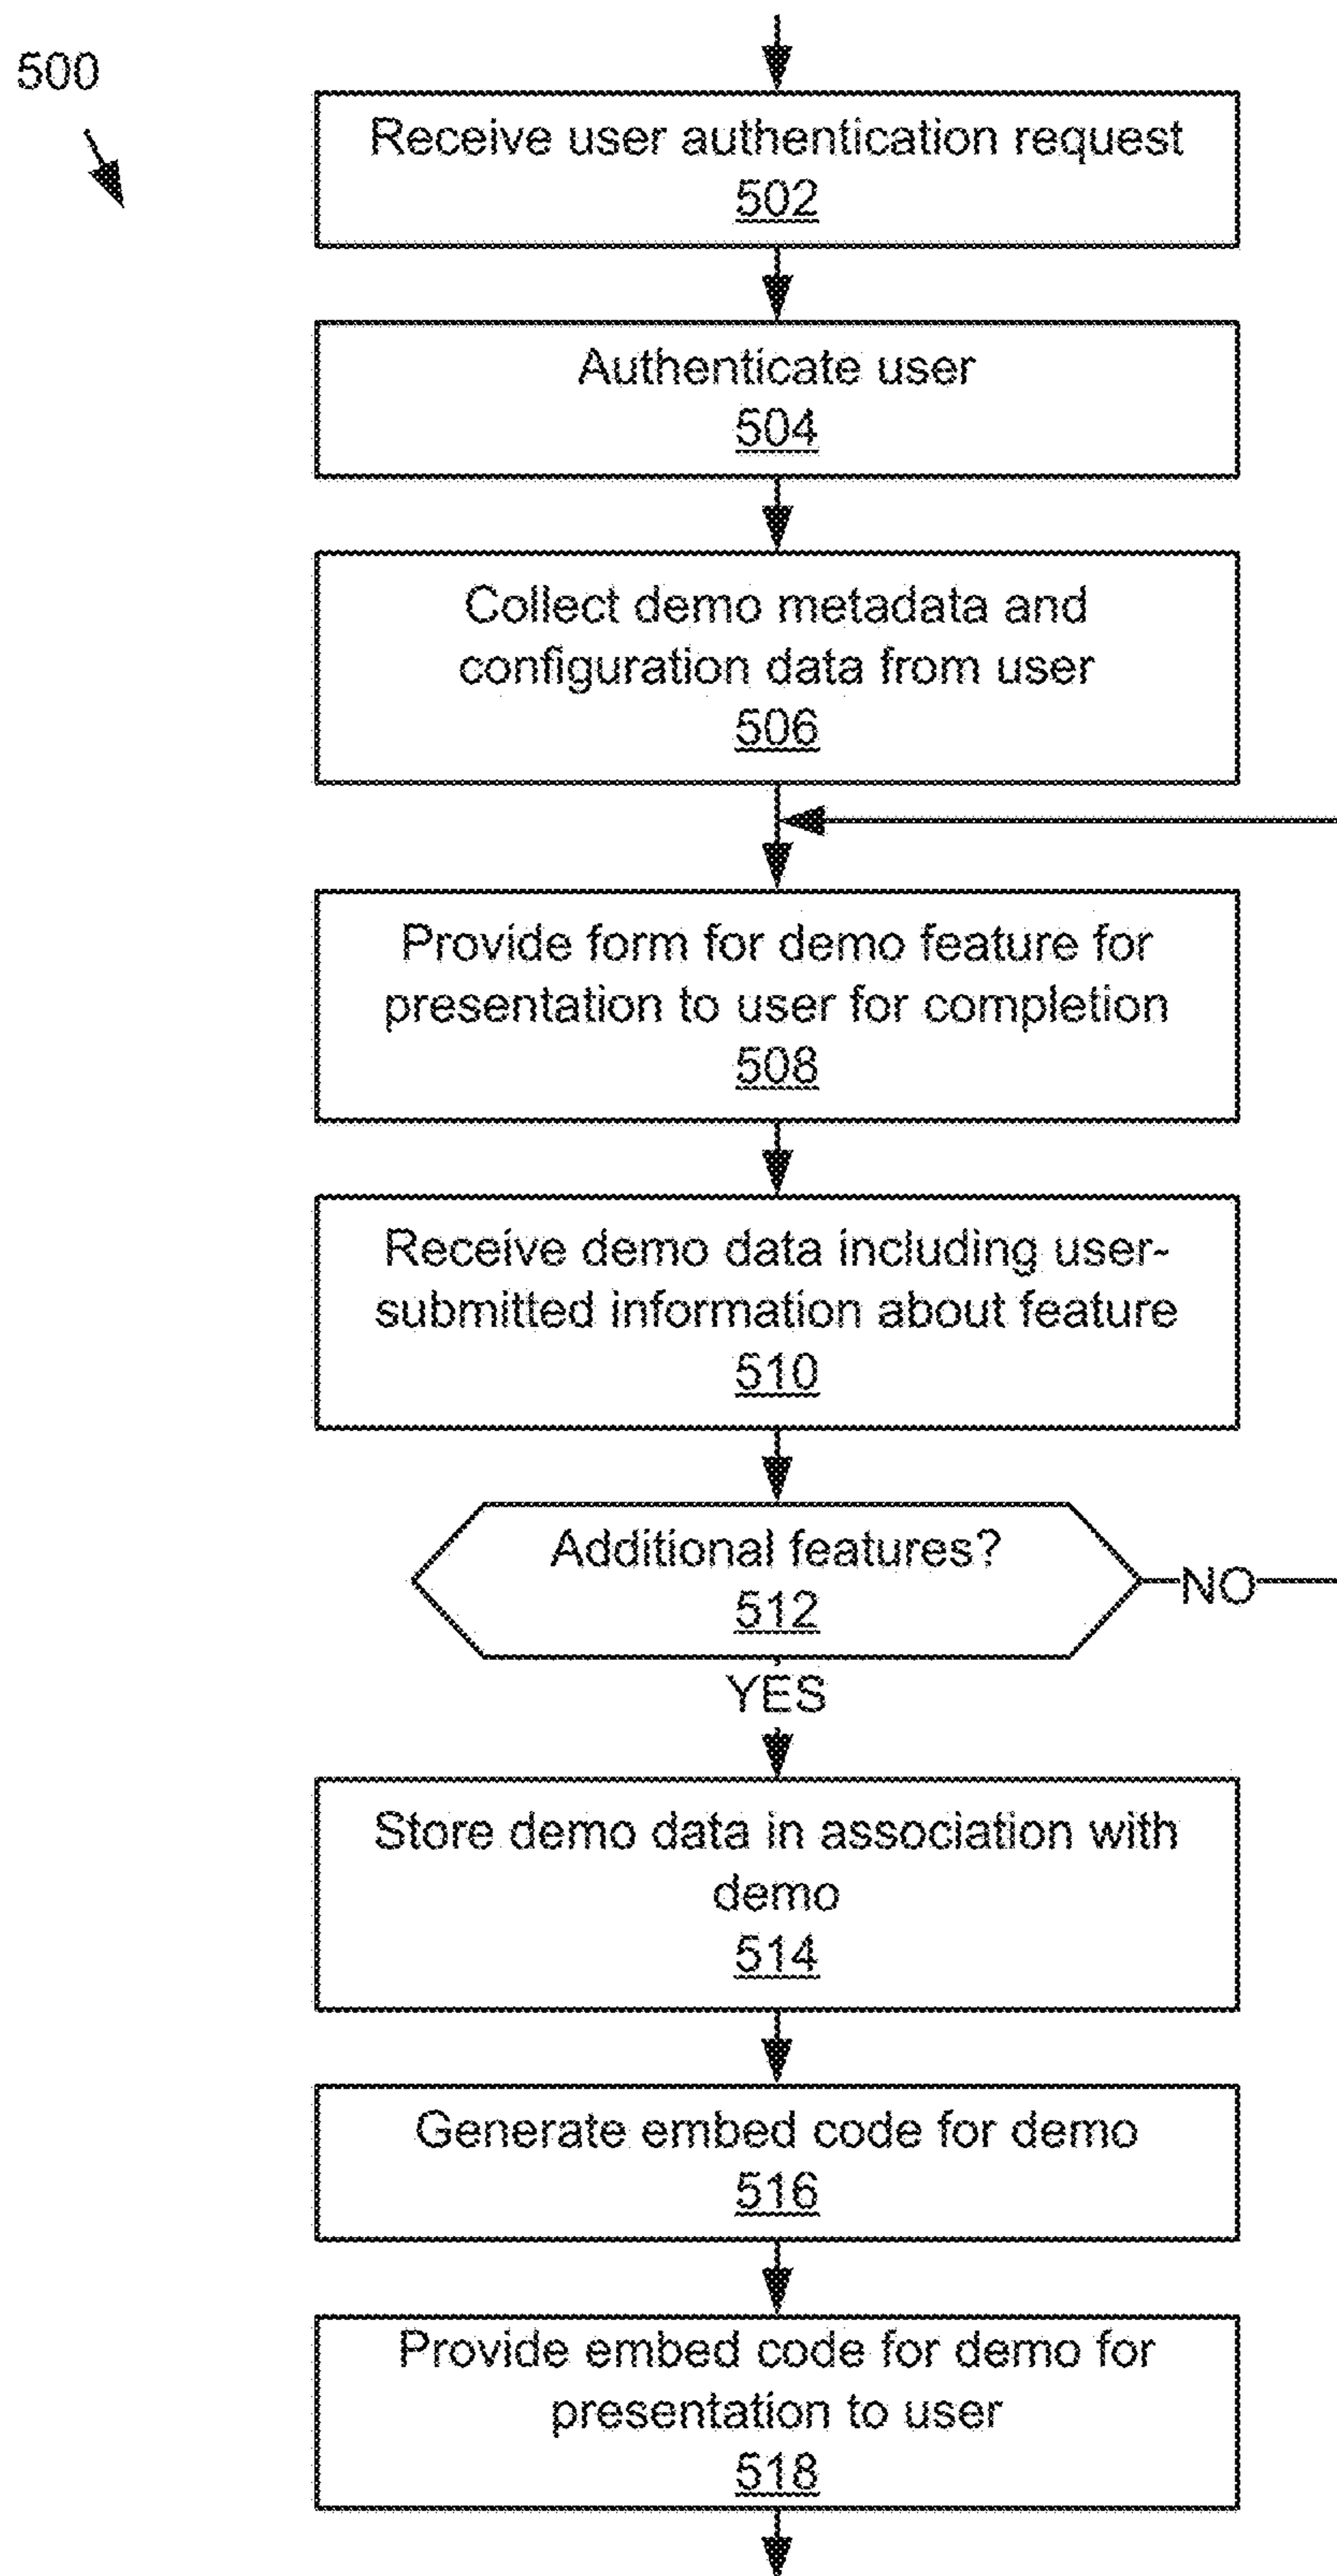 500
Receive user authentication request
502
Authenticate user
504
Collect demo metadata and
configuration data from user
506
Provide form for demo feature for
presentation to user for completion
508
Receive demo data including user-
submitted information about feature
510
Additional features?
512
NO
YES
Store demo data in association with
demo
514
Generate embed code for demo
516
Provide embed code for demo for
presentation to user
518